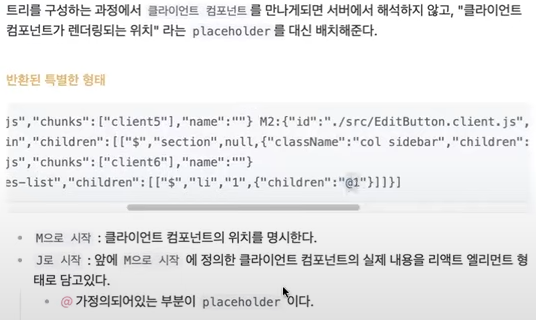 트리를 구성하는 과정에서 클라이언트 컴포넌트 를 만나게되면 서버에서 해석하지 않고, "클라이언트
컴포넌트가 렌더링되는 위치" 라는 placeholder 를 대신 배치해준다.
반환된 특별한 형태
js","chunks":["client5"],"name":""} M2:{"id":"./src/EditButton.client.js",
in","children":[["$","section",null,{"className":"col sidebar","children":
js","chunks":["client6"],"name":""}
es-list","children":[["$","li","1",{"children":"@1"}]]}]
M으로 시작 : 클라이언트 컴포넌트의 위치를 명시한다.
J로 시작 : 앞에 M으로 시작 에 정의한 클라이언트 컴포넌트의 실제 내용을 리액트 엘리먼트 형
태로 담고있다.
@ 가정의되어있는 부분이 placeholder 이다.